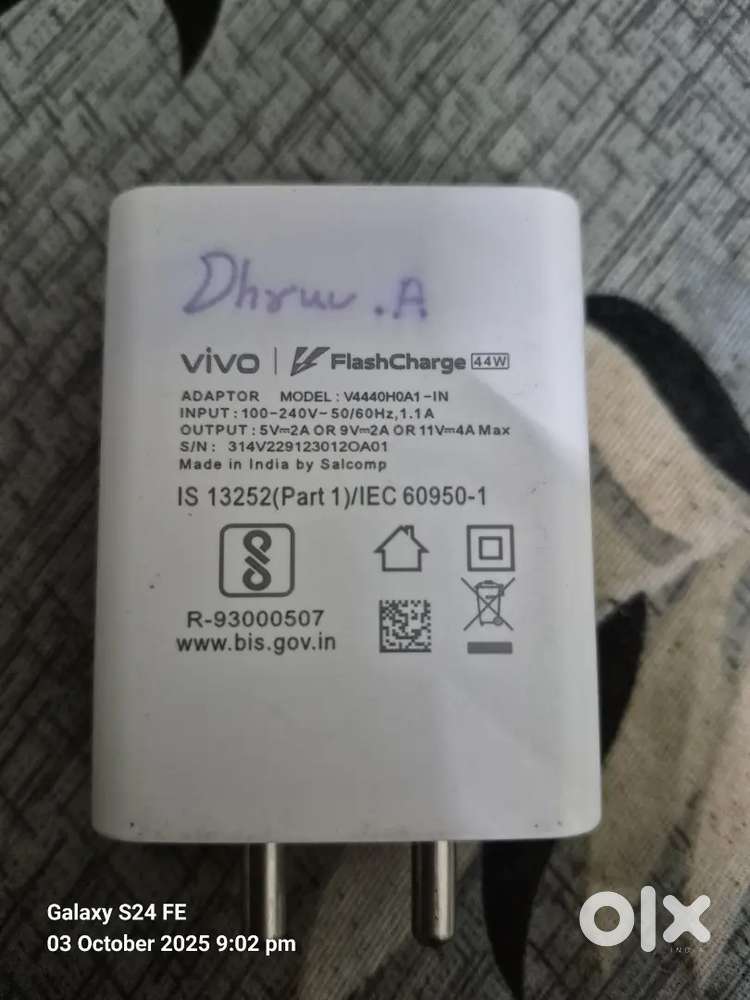 Dhruv.A
vivo | FlashCharge 44W
ADAPTOR MODEL : V4440H0A1-IN
INPUT : 100-240V~50/60Hz, 1.1A
OUTPUT : 5V⎓2A OR 9V⎓2A OR 11V⎓4A Max
S/N : 314V229123012OA01
Made in India by Salcomp
IS 13252(Part 1)/IEC 60950-1
R-93000507
www.bis.gov.in
Galaxy S24 FE
03 October 2025 9:02 pm
olx
INDIA